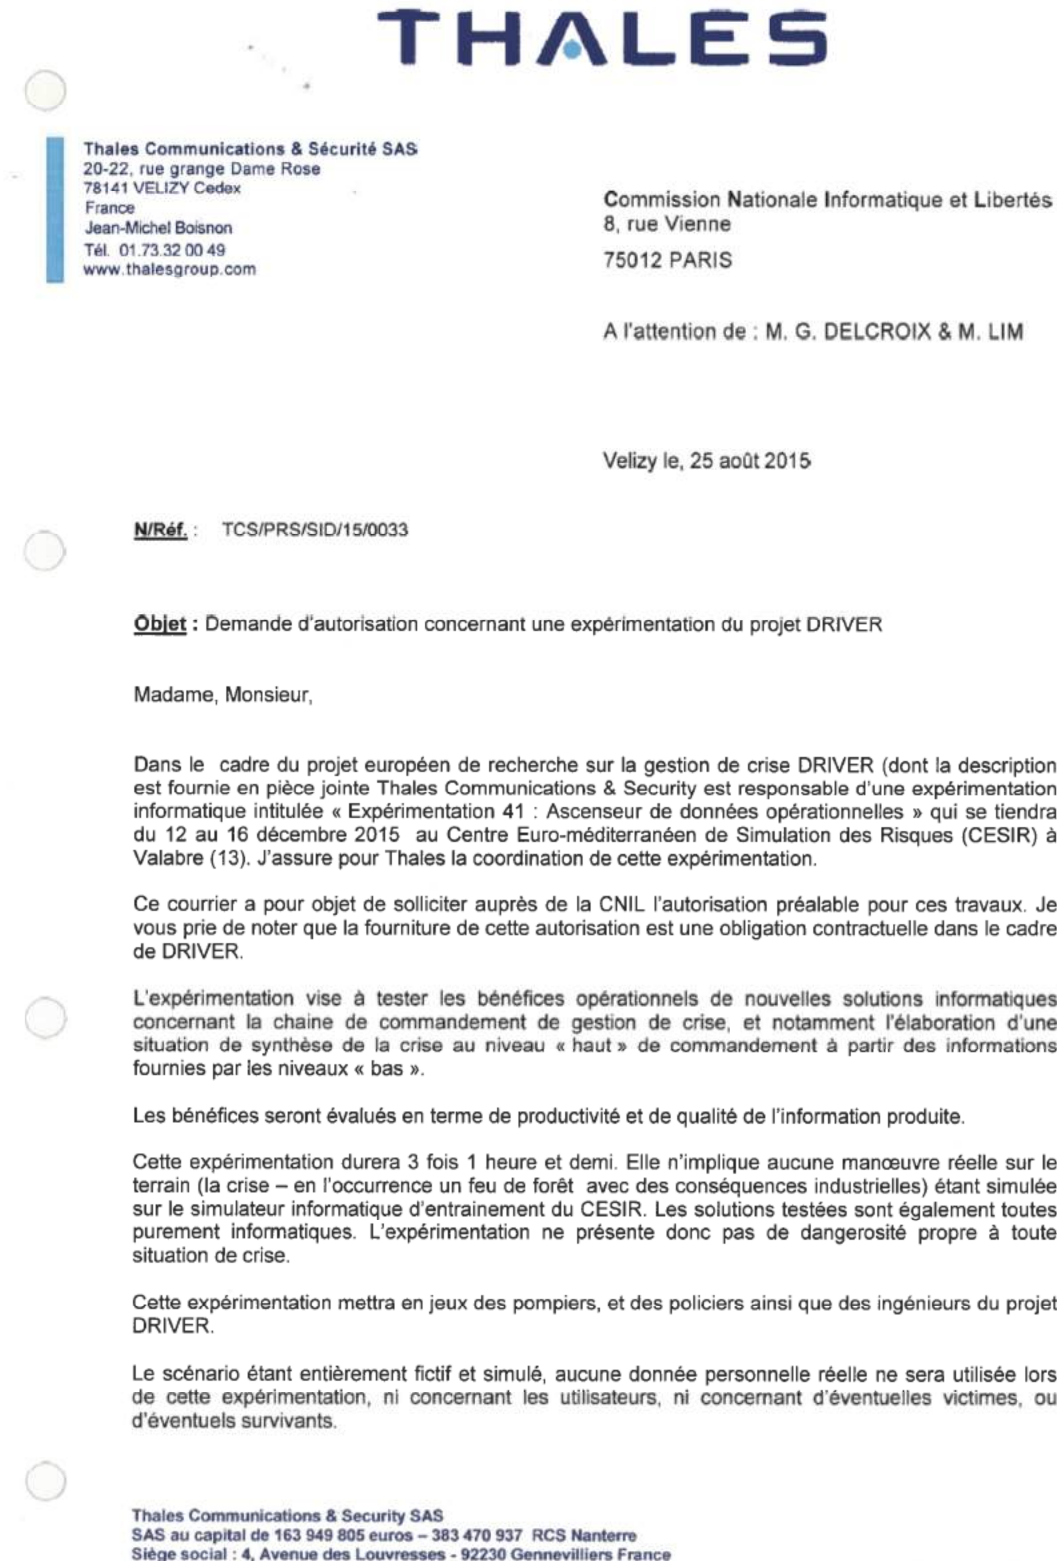 THALES
Thales Communications & Sécurité SAS
20-22, rue grange Dame Rose
78141 VELIZY Cedex
France
Jean-Michel Boisnon
Tél. 01.73.32 00 49
www.thalesgroup.com
Commission Nationale Informatique et Libertés
8, rue Vienne
75012 PARIS
A l'attention de : M. G. DELCROIX & M. LIM
Velizy le, 25 août 2015
N/Réf. : TCS/PRS/SID/15/0033
Objet : Demande d'autorisation concernant une expérimentation du projet DRIVER
Madame, Monsieur,
Dans le cadre du projet européen de recherche sur la gestion de crise DRIVER (dont la description
est fournie en pièce jointe Thales Communications & Security est responsable d'une expérimentation
informatique intitulée « Expérimentation 41 : Ascenseur de données opérationnelles » qui se tiendra
du 12 au 16 décembre 2015 au Centre Euro-méditerranéen de Simulation des Risques (CESIR) à
Valabre (13). J'assure pour Thales la coordination de cette expérimentation.
Ce courrier a pour objet de solliciter auprès de la CNIL l'autorisation préalable pour ces travaux. Je
vous prie de noter que la fourniture de cette autorisation est une obligation contractuelle dans le cadre
de DRIVER.
L'expérimentation vise à tester les bénéfices opérationnels de nouvelles solutions informatiques
concernant la chaine de commandement de gestion de crise, et notamment l'élaboration d'une
situation de synthèse de la crise au niveau « haut » de commandement à partir des informations
fournies par les niveaux « bas ».
Les bénéfices seront évalués en terme de productivité et de qualité de l'information produite.
Cette expérimentation durera 3 fois 1 heure et demi. Elle n'implique aucune manœuvre réelle sur le
terrain (la crise – en l'occurrence un feu de forêt avec des conséquences industrielles) étant simulée
sur le simulateur informatique d'entrainement du CESIR. Les solutions testées sont également toutes
purement informatiques. L'expérimentation ne présente donc pas de dangerosité propre à toute
situation de crise.
Cette expérimentation mettra en jeux des pompiers, et des policiers ainsi que des ingénieurs du projet
DRIVER.
Le scénario étant entièrement fictif et simulé, aucune donnée personnelle réelle ne sera utilisée lors
de cette expérimentation, ni concernant les utilisateurs, ni concernant d'éventuelles victimes, ou
d'éventuels survivants.
Thales Communications & Security SAS
SAS au capital de 163 949 805 euros – 383 470 937 RCS Nanterre
Siège social : 4, Avenue des Louvresses - 92230 Gennevilliers France